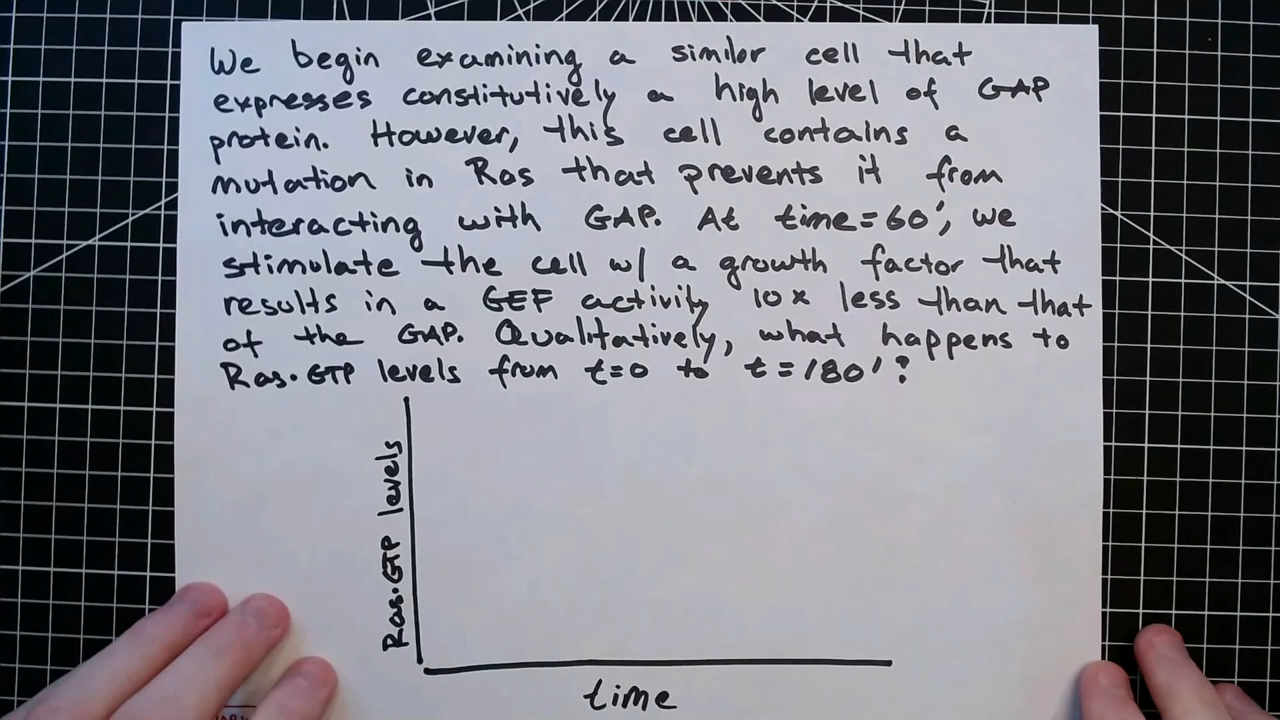 We begin examining a similar cell that
expresses constitutively a high level of GAP
protein. However, this cell contains a
mutation in Ras that prevents it from
interacting with GAP. At time=60', we
stimulate the cell w/ a growth factor that
results in a GEF activity 10x less than that
of the GAP. Qualitatively, what happens to
Ras·GTP levels from t=0 to t=180'?
Ras·GTP levels
time